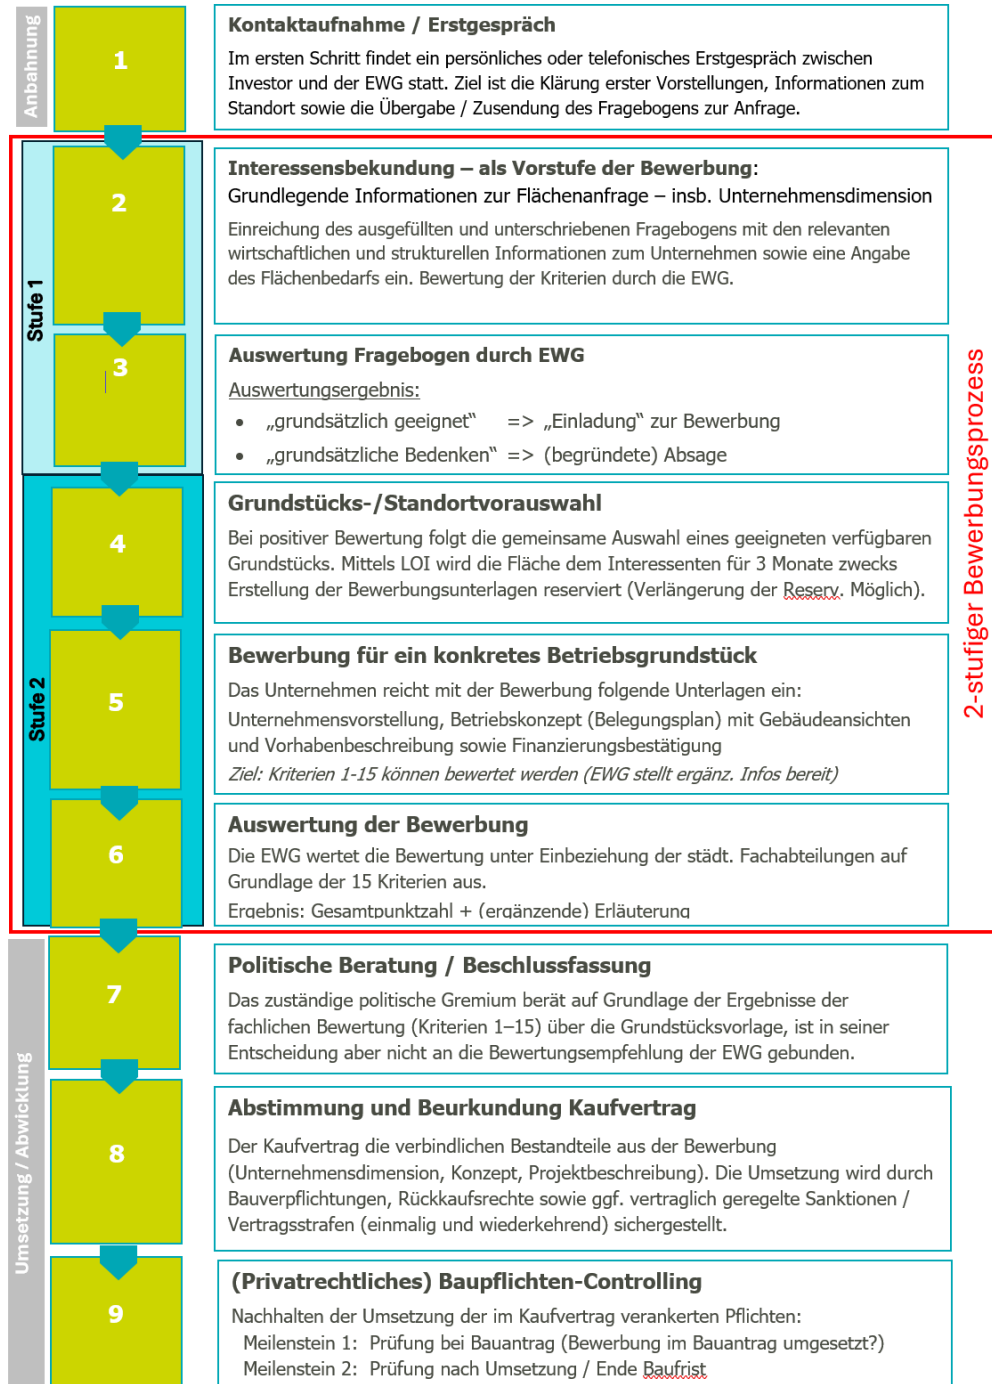 Anbahnung
1
Kontaktaufnahme / Erstgespräch
Im ersten Schritt findet ein persönliches oder telefonisches Erstgespräch zwischen
Investor und der EWG statt. Ziel ist die Klärung erster Vorstellungen, Informationen zum
Standort sowie die Übergabe / Zusendung des Fragebogens zur Anfrage.
2-stufiger Bewerbungsprozess
Stufe 1
2
Interessensbekundung – als Vorstufe der Bewerbung:
Grundlegende Informationen zur Flächenanfrage – insb. Unternehmensdimension
Einreichung des ausgefüllten und unterschriebenen Fragebogens mit den relevanten
wirtschaftlichen und strukturellen Informationen zum Unternehmen sowie eine Angabe
des Flächenbedarfs ein. Bewertung der Kriterien durch die EWG.
3
Auswertung Fragebogen durch EWG
Auswertungsergebnis:
• „grundsätzlich geeignet“ => „Einladung“ zur Bewerbung
• „grundsätzliche Bedenken“ => (begründete) Absage
Stufe 2
4
Grundstücks-/Standortvorauswahl
Bei positiver Bewertung folgt die gemeinsame Auswahl eines geeigneten verfügbaren
Grundstücks. Mittels LOI wird die Fläche dem Interessenten für 3 Monate zwecks
Erstellung der Bewerbungsunterlagen reserviert (Verlängerung der Reserv. Möglich).
5
Bewerbung für ein konkretes Betriebsgrundstück
Das Unternehmen reicht mit der Bewerbung folgende Unterlagen ein:
Unternehmensvorstellung, Betriebskonzept (Belegungsplan) mit Gebäudeansichten
und Vorhabenbeschreibung sowie Finanzierungsbestätigung
Ziel: Kriterien 1-15 können bewertet werden (EWG stellt ergänz. Infos bereit)
6
Auswertung der Bewerbung
Die EWG wertet die Bewertung unter Einbeziehung der städt. Fachabteilungen auf
Grundlage der 15 Kriterien aus.
Ergebnis: Gesamtpunktzahl + (ergänzende) Erläuterung
Umsetzung / Abwicklung
7
Politische Beratung / Beschlussfassung
Das zuständige politische Gremium berät auf Grundlage der Ergebnisse der
fachlichen Bewertung (Kriterien 1–15) über die Grundstücksvorlage, ist in seiner
Entscheidung aber nicht an die Bewertungsempfehlung der EWG gebunden.
8
Abstimmung und Beurkundung Kaufvertrag
Der Kaufvertrag die verbindlichen Bestandteile aus der Bewerbung
(Unternehmensdimension, Konzept, Projektbeschreibung). Die Umsetzung wird durch
Bauverpflichtungen, Rückkaufsrechte sowie ggf. vertraglich geregelte Sanktionen /
Vertragsstrafen (einmalig und wiederkehrend) sichergestellt.
9
(Privatrechtliches) Baupflichten-Controlling
Nachhalten der Umsetzung der im Kaufvertrag verankerten Pflichten:
Meilenstein 1: Prüfung bei Bauantrag (Bewerbung im Bauantrag umgesetzt?)
Meilenstein 2: Prüfung nach Umsetzung / Ende Baufrist